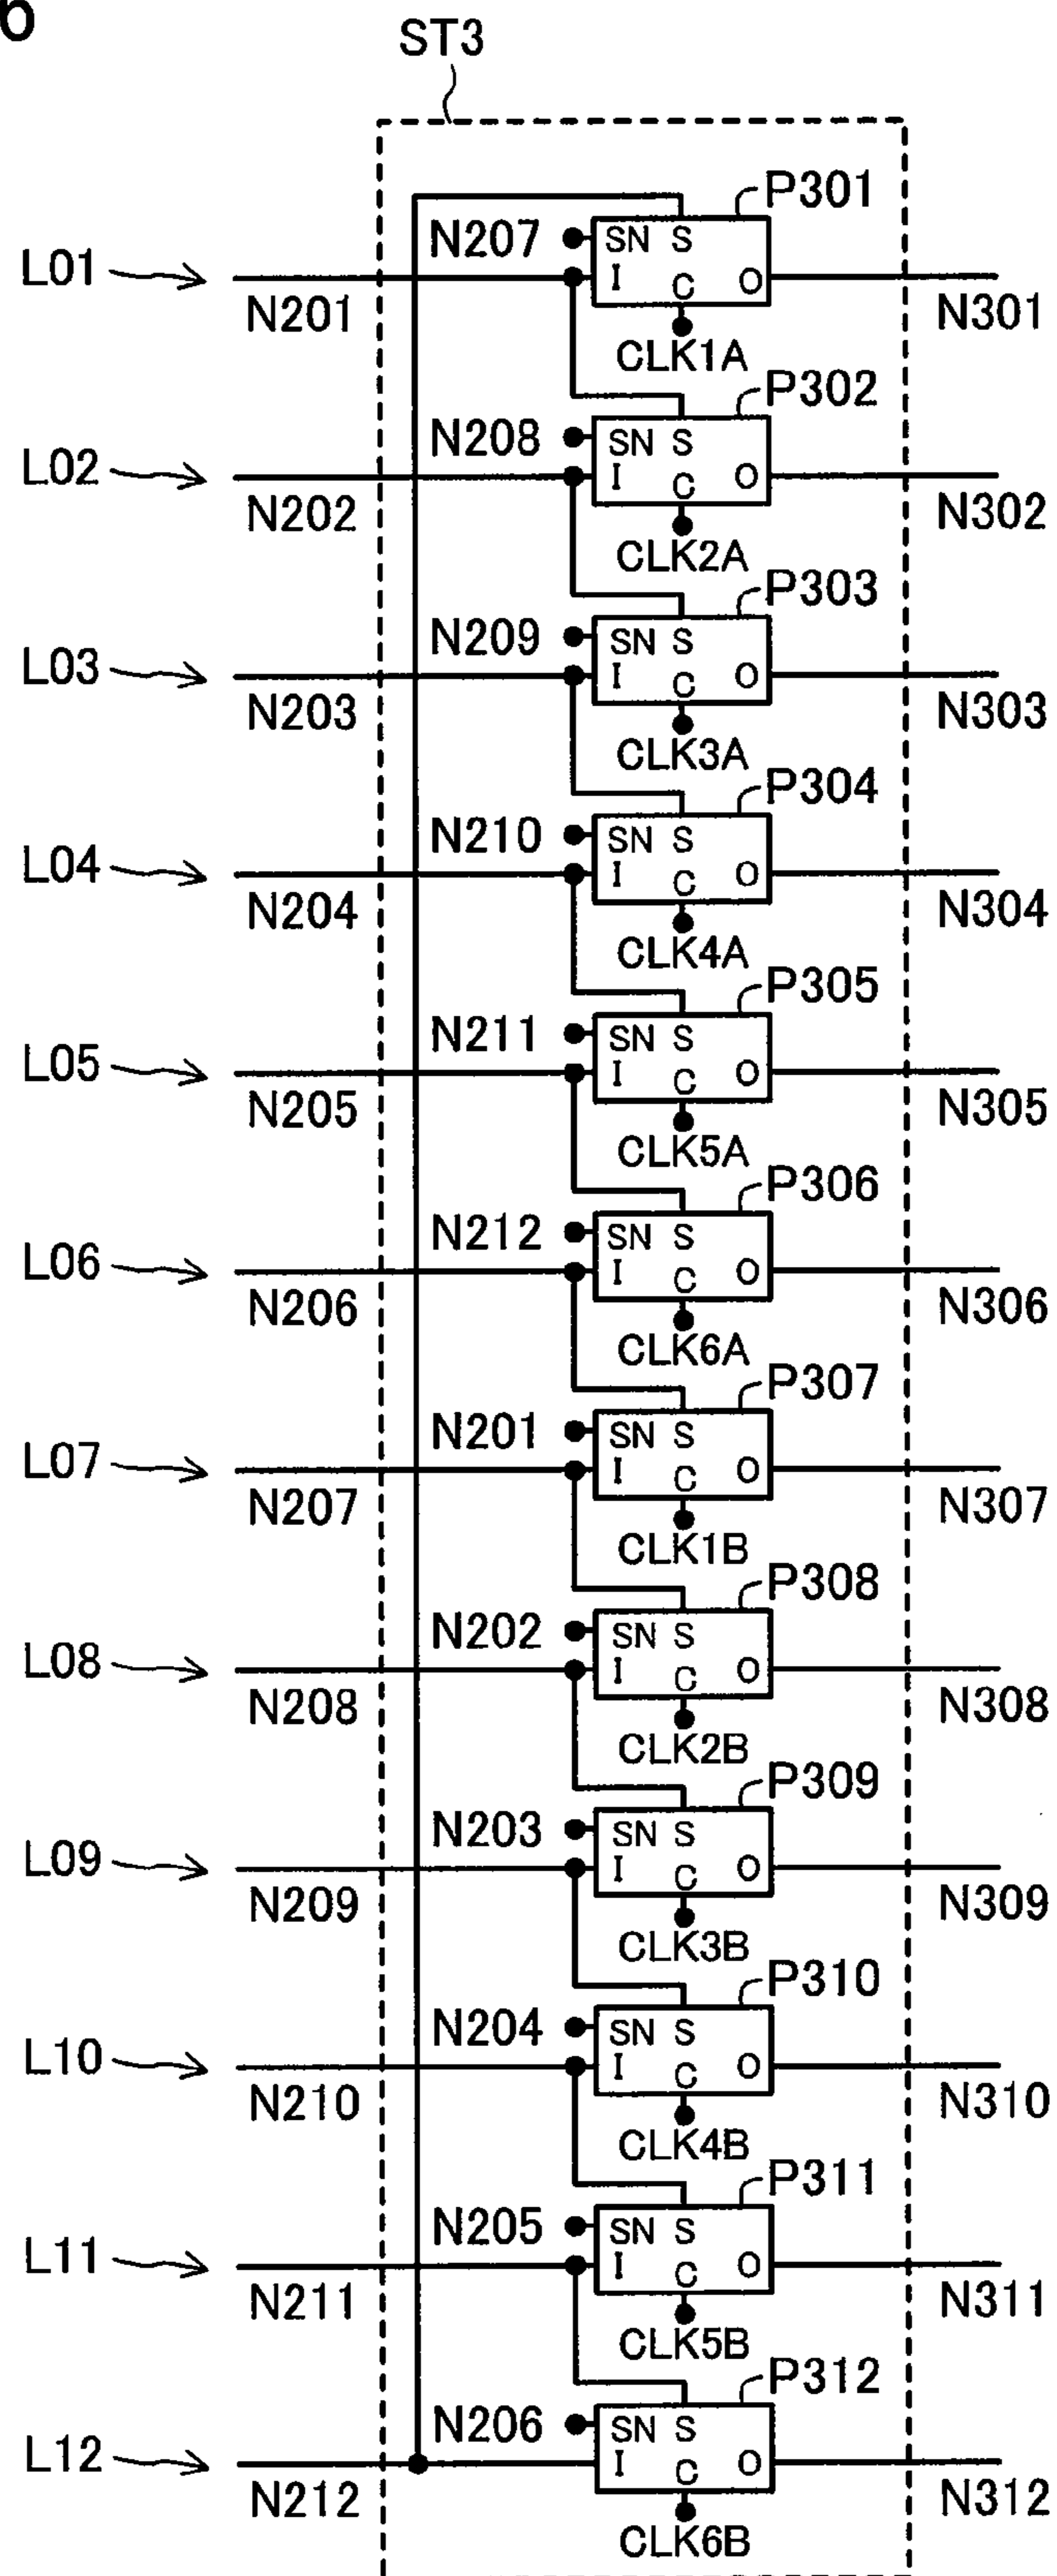 6
ST3
P301
N207 SN S
L01 I C O
N201 N301
CLK1A
P302
N208 SN S
L02 I C O
N202 N302
CLK2A
P303
N209 SN S
L03 I C O
N203 N303
CLK3A
P304
N210 SN S
L04 I C O
N204 N304
CLK4A
P305
N211 SN S
L05 I C O
N205 N305
CLK5A
P306
N212 SN S
L06 I C O
N206 N306
CLK6A
P307
N201 SN S
L07 I C O
N207 N307
CLK1B
P308
N202 SN S
L08 I C O
N208 N308
CLK2B
P309
N203 SN S
L09 I C O
N209 N309
CLK3B
P310
N204 SN S
L10 I C O
N210 N310
CLK4B
P311
N205 SN S
L11 I C O
N211 N311
CLK5B
P312
N206 SN S
L12 I C O
N212 N312
CLK6B